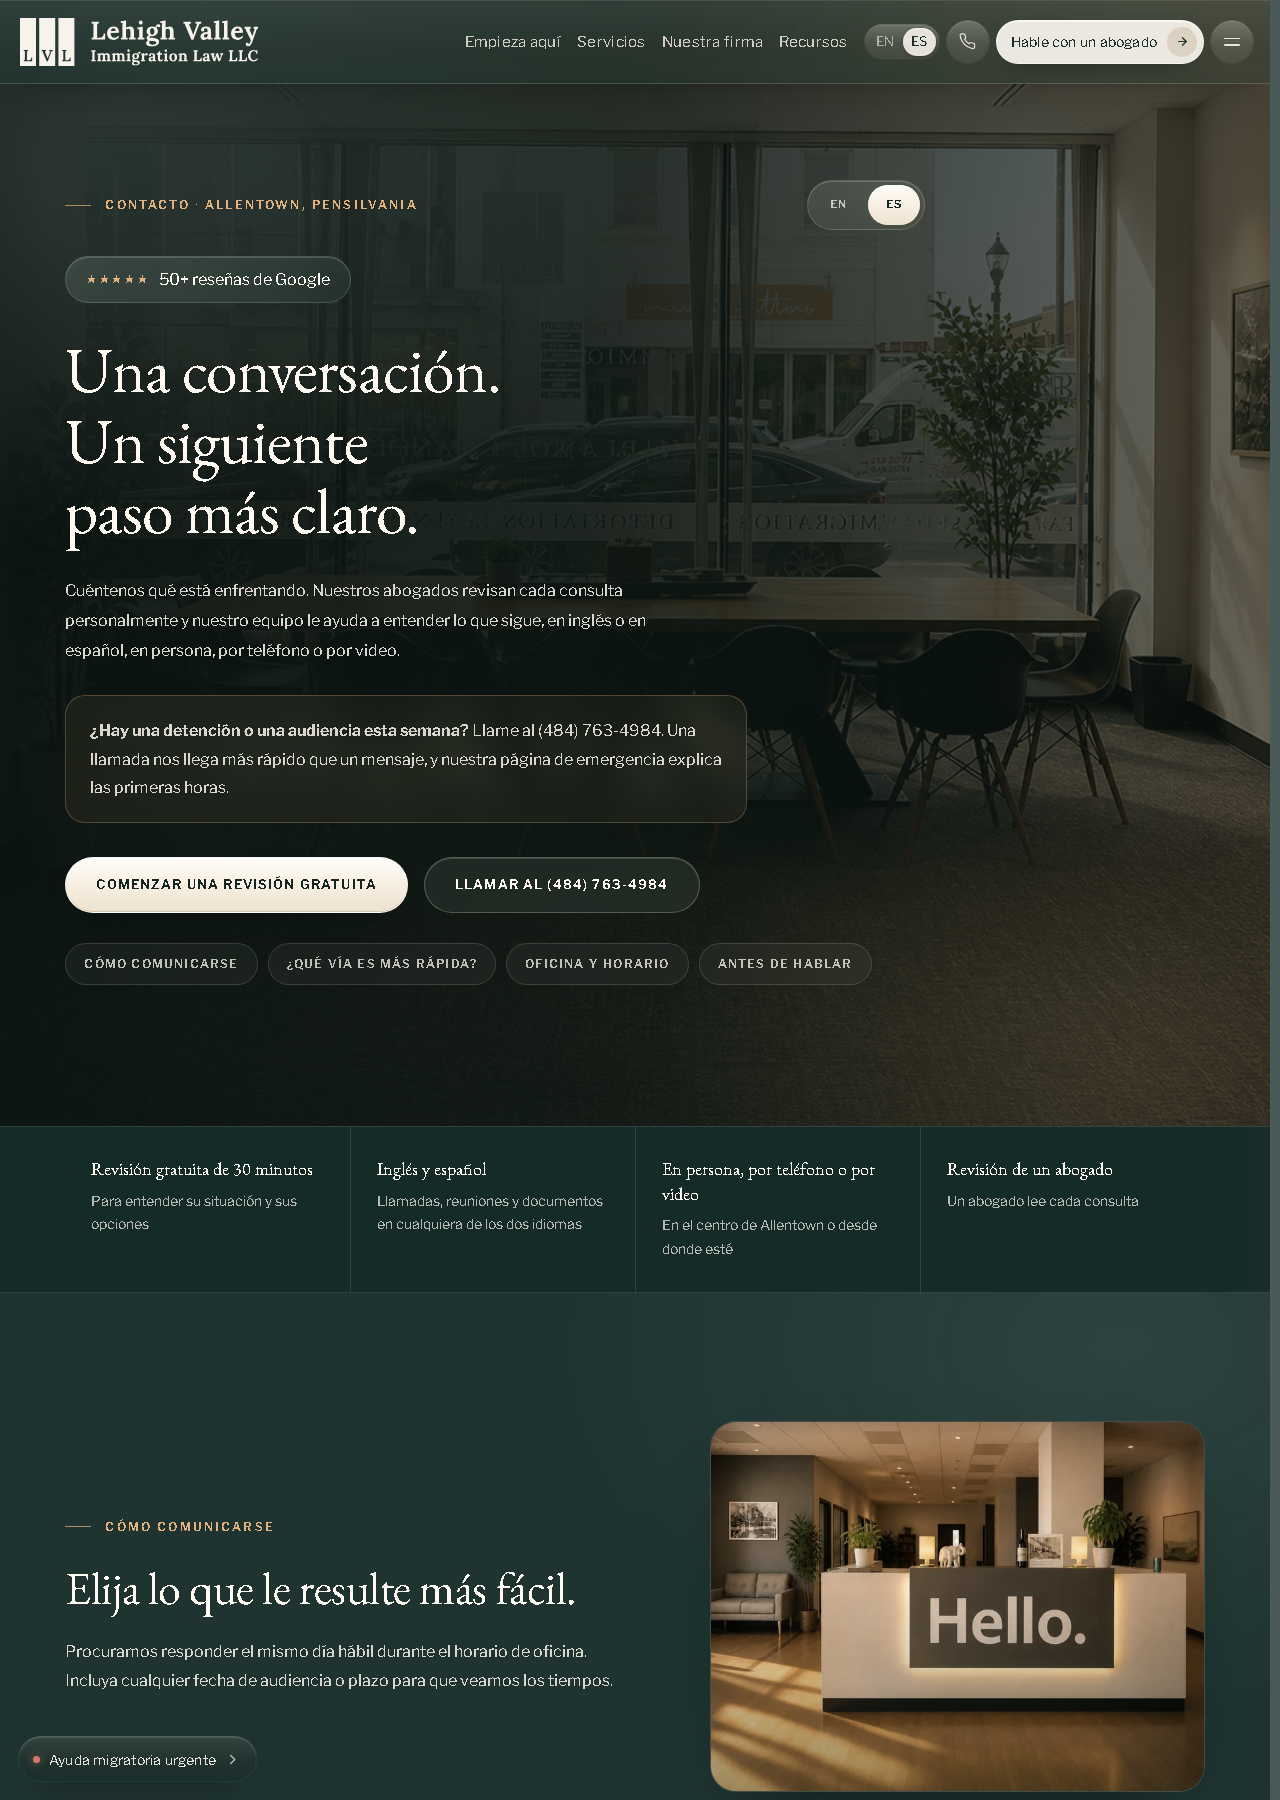 LVL
Lehigh Valley
Immigration Law LLC
Empieza aquí
Servicios
Nuestra firma
Recursos
EN
ES
Hable con un abogado
CONTACTO · ALLENTOWN, PENSILVANIA
EN
ES
★★★★★ 50+ reseñas de Google
Una conversación.
Un siguiente
paso más claro.
Cuéntenos qué está enfrentando. Nuestros abogados revisan cada consulta
personalmente y nuestro equipo le ayuda a entender lo que sigue, en inglés o en
español, en persona, por teléfono o por video.
¿Hay una detención o una audiencia esta semana? Llame al (484) 763-4984. Una
llamada nos llega más rápido que un mensaje, y nuestra página de emergencia explica
las primeras horas.
COMENZAR UNA REVISIÓN GRATUITA
LLAMAR AL (484) 763-4984
CÓMO COMUNICARSE
¿QUÉ VÍA ES MÁS RÁPIDA?
OFICINA Y HORARIO
ANTES DE HABLAR
Revisión gratuita de 30 minutos
Para entender su situación y sus
opciones
Inglés y español
Llamadas, reuniones y documentos
en cualquiera de los dos idiomas
En persona, por teléfono o por
video
En el centro de Allentown o desde
donde esté
Revisión de un abogado
Un abogado lee cada consulta
CÓMO COMUNICARSE
Elija lo que le resulte más fácil.
Procuramos responder el mismo día hábil durante el horario de oficina.
Incluya cualquier fecha de audiencia o plazo para que veamos los tiempos.
Hello.
Ayuda migratoria urgente